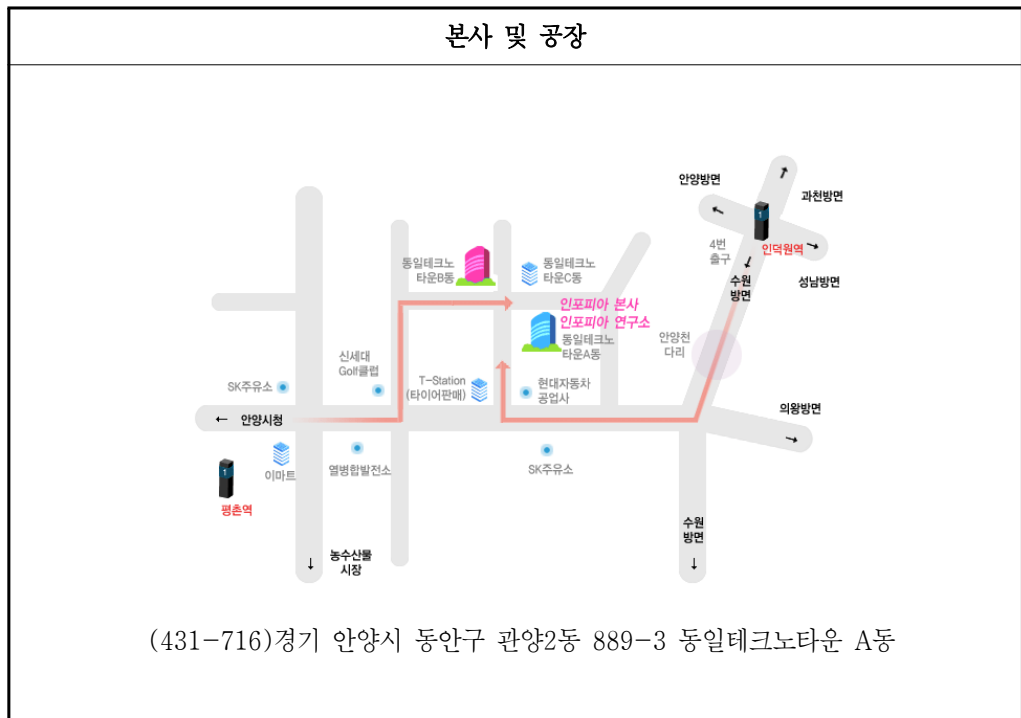 본사 및 공장
안양방면
과천방면
1
4번
출구
인덕원역
수원
방면
성남방면
동일테크노
타운B동
동일테크노
타운C동
인포피아 본사
인포피아 연구소
동일테크노
타운A동
안양천
다리
신세대
Golf클럽
SK주유소
T-Station
(타이어판매)
현대자동차
공업사
← 안양시청
의왕방면
이마트
열병합발전소
SK주유소
1
평촌역
수원
방면
농수산물
시장
(431-716)경기 안양시 동안구 관양2동 889-3 동일테크노타운 A동